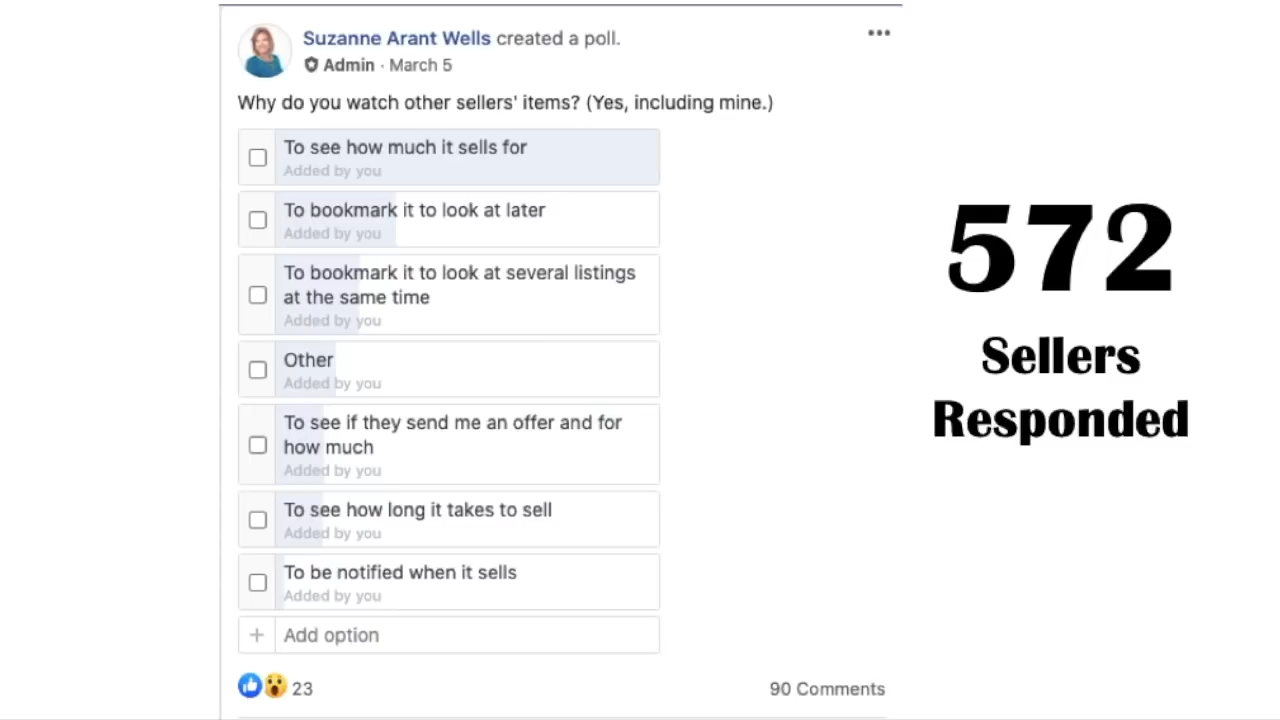 Suzanne Arant Wells created a poll.
Admin · March 5
Why do you watch other sellers' items? (Yes, including mine.)
To see how much it sells for
Added by you
To bookmark it to look at later
Added by you
To bookmark it to look at several listings
at the same time
Added by you
Other
Added by you
To see if they send me an offer and for
how much
Added by you
To see how long it takes to sell
Added by you
To be notified when it sells
Added by you
+ Add option
23
90 Comments
572
Sellers
Responded